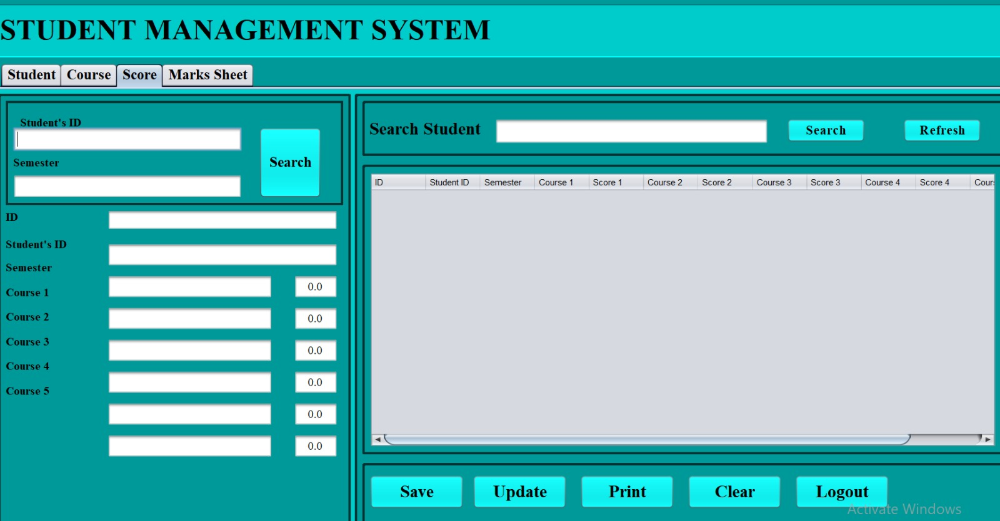 STUDENT MANAGEMENT SYSTEM
Student Course Score Marks Sheet
Student's ID
Semester
Search
ID
Student's ID
Semester
Course 1
Course 2
Course 3
Course 4
Course 5
0.0
0.0
0.0
0.0
0.0
0.0
Search Student Search Refresh
ID Student ID Semester Course 1 Score 1 Course 2 Score 2 Course 3 Score 3 Course 4 Score 4
Save Update Print Clear Logout
Activate Windows